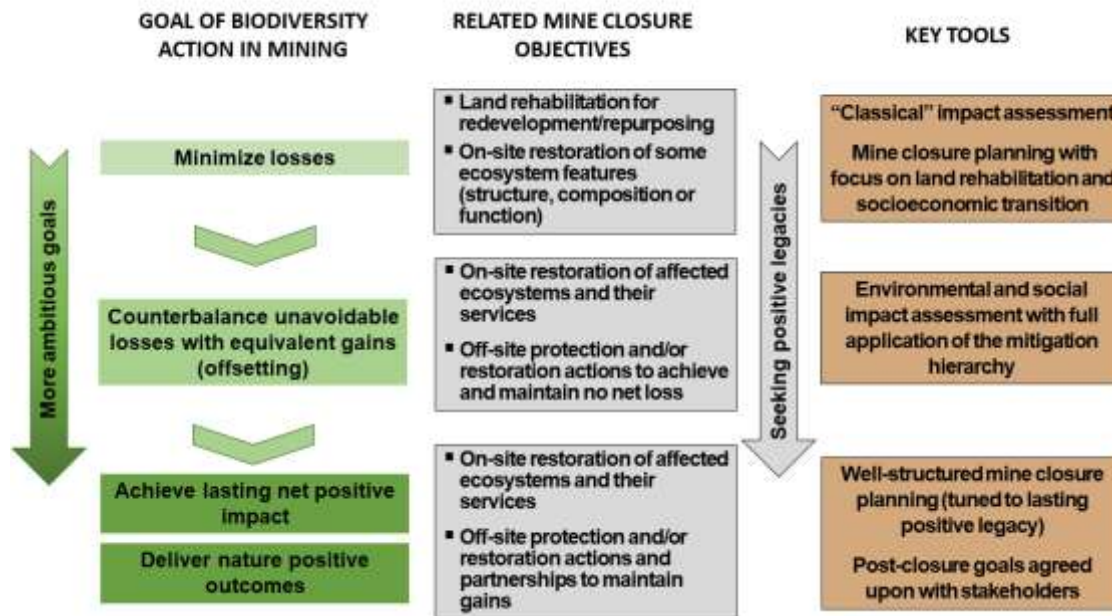 GOAL OF BIODIVERSITY
ACTION IN MINING
RELATED MINE CLOSURE
OBJECTIVES
KEY TOOLS
More ambitious goals
Minimize losses
▪ Land rehabilitation for
redevelopment/repurposing
▪ On-site restoration of some
ecosystem features
(structure, composition or
function)
Seeking positive legacies
“Classical” impact assessment
Mine closure planning with
focus on land rehabilitation and
socioeconomic transition
Counterbalance unavoidable
losses with equivalent gains
(offsetting)
▪ On-site restoration of affected
ecosystems and their
services
▪ Off-site protection and/or
restoration actions to achieve
and maintain no net loss
Environmental and social
impact assessment with full
application of the mitigation
hierarchy
Achieve lasting net positive
impact
Deliver nature positive
outcomes
▪ On-site restoration of affected
ecosystems and their
services
▪ Off-site protection and/or
restoration actions and
partnerships to maintain
gains
Well-structured mine closure
planning (tuned to lasting
positive legacy)
Post-closure goals agreed
upon with stakeholders